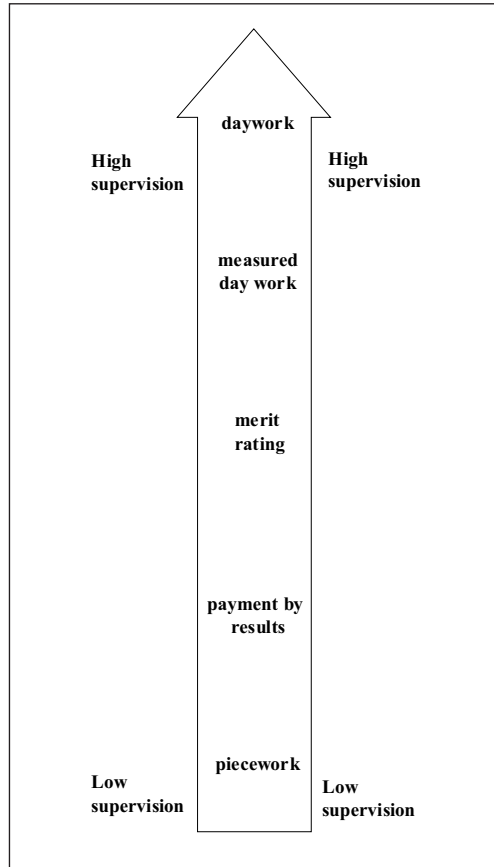 daywork
High
supervision
High
supervision
measured
day work
merit
rating
payment by
results
piecework
Low
supervision
Low
supervision